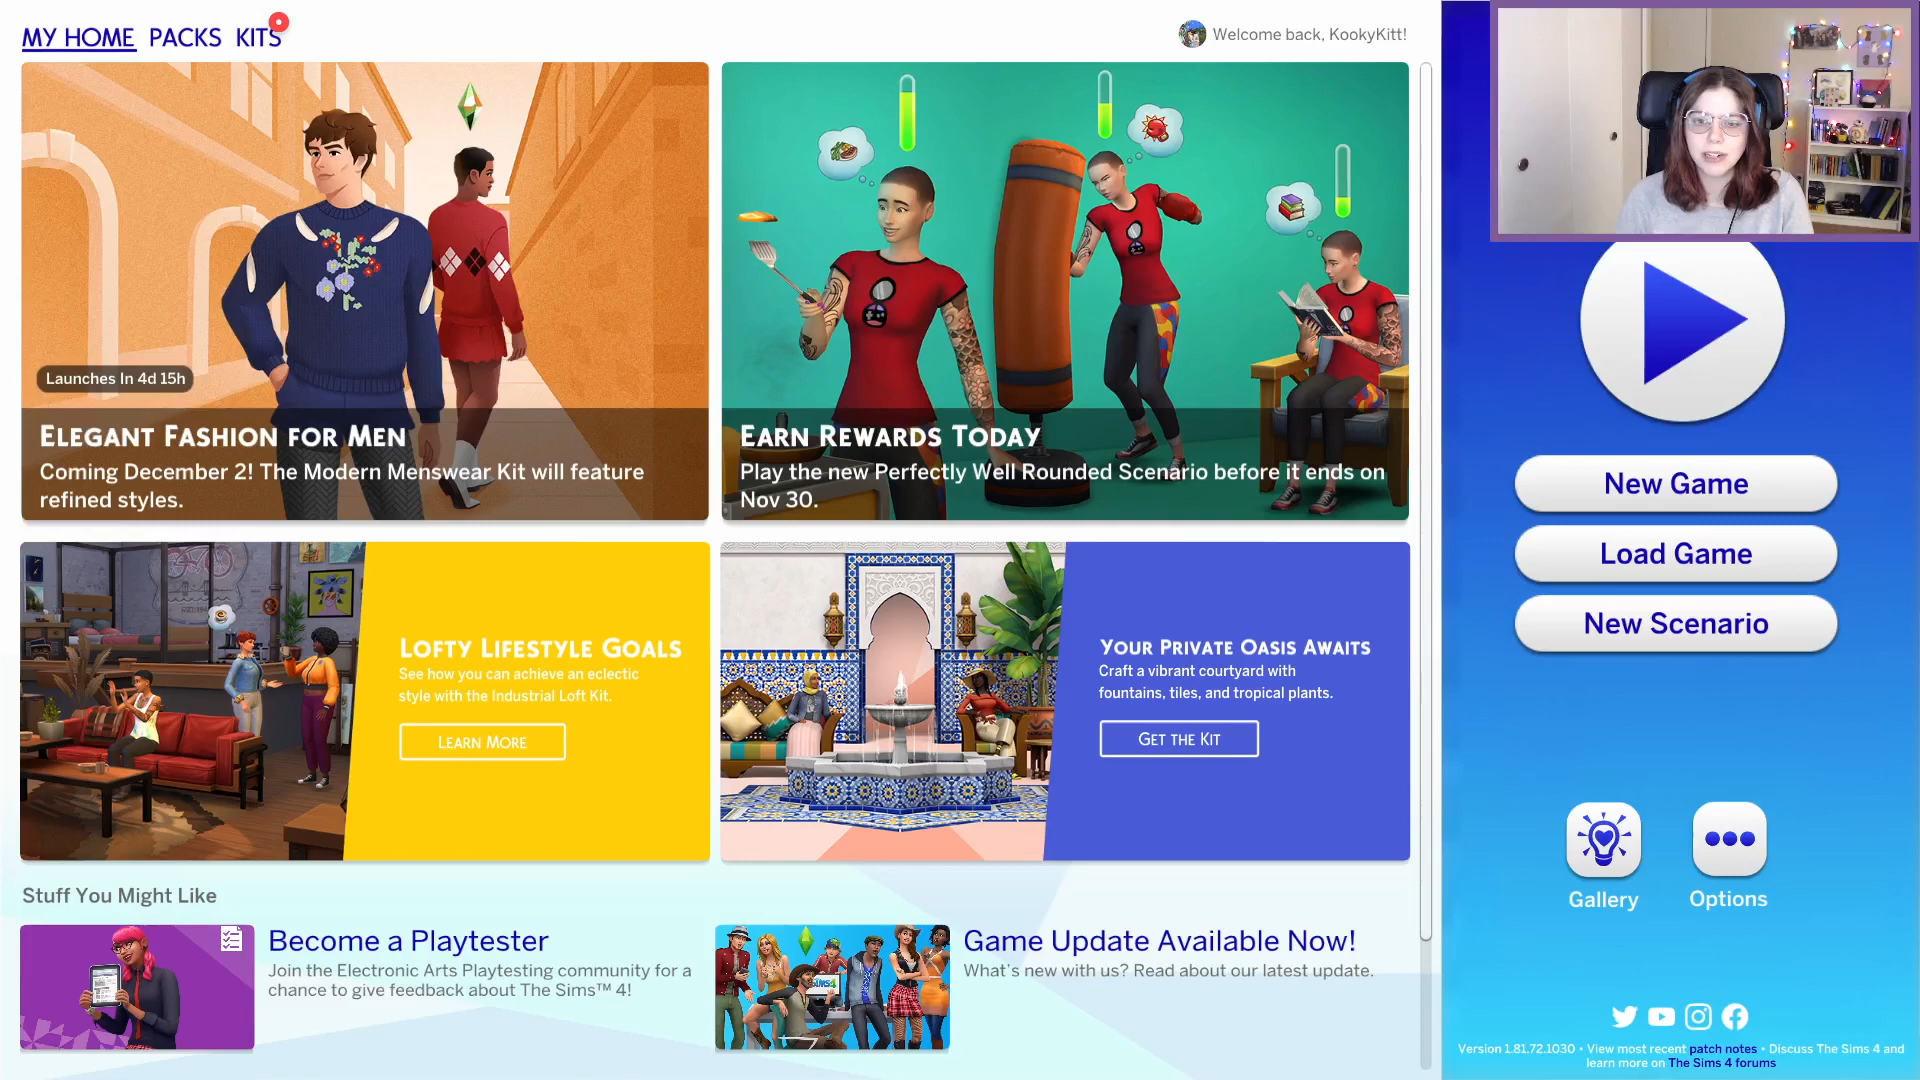 MY HOME PACKS KITS
Welcome back, KookyKitt!
Launches In 4d 15h
ELEGANT FASHION FOR MEN
Coming December 2! The Modern Menswear Kit will feature
refined styles.
EARN REWARDS TODAY
Play the new Perfectly Well Rounded Scenario before it ends on
Nov 30.
LOFTY LIFESTYLE GOALS
See how you can achieve an eclectic
style with the Industrial Loft Kit.
LEARN MORE
YOUR PRIVATE OASIS AWAITS
Craft a vibrant courtyard with
fountains, tiles, and tropical plants.
GET THE KIT
Stuff You Might Like
Become a Playtester
Join the Electronic Arts Playtesting community for a
chance to give feedback about The Sims™ 4!
Game Update Available Now!
What's new with us? Read about our latest update.
New Game
Load Game
New Scenario
Gallery
Options
Version 1.81.72.1030 • View most recent patch notes • Discuss The Sims 4 and
learn more on The Sims 4 forums